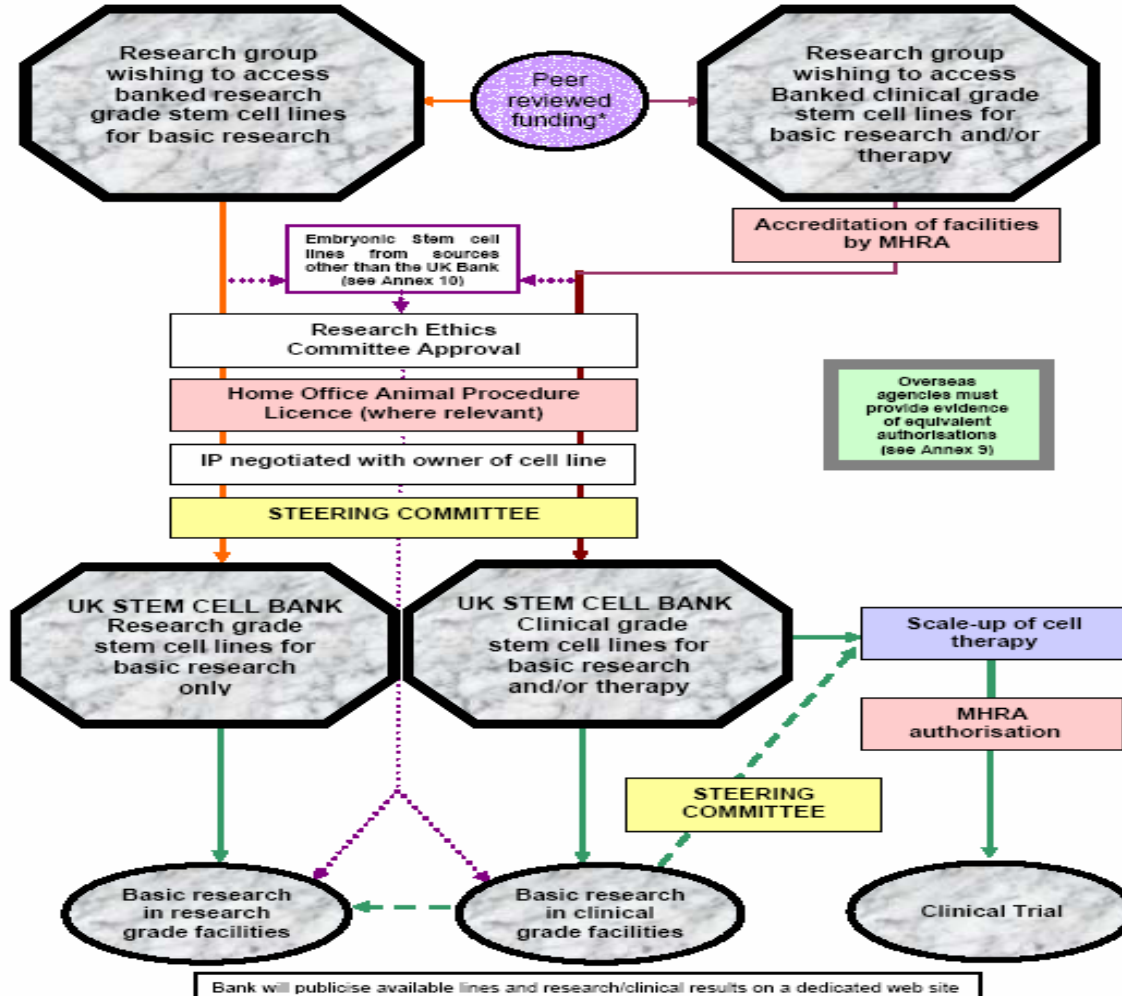 Research group
wishing to access
banked research
grade stem cell lines
for basic research
Peer
reviewed
funding*
Research group
wishing to access
Banked clinical grade
stem cell lines for
basic research and/or
therapy
Accreditation of facilities
by MHRA
Embryonic Stem cell
lines from sources
other than the UK Bank
(see Annex 10)
Research Ethics
Committee Approval
Home Office Animal Procedure
Licence (where relevant)
IP negotiated with owner of cell line
STEERING COMMITTEE
Overseas
agencies must
provide evidence
of equivalent
authorisations
(see Annex 9)
UK STEM CELL BANK
Research grade
stem cell lines for
basic research
only
UK STEM CELL BANK
Clinical grade
stem cell lines for
basic research
and/or therapy
Scale-up of cell
therapy
MHRA
authorisation
STEERING
COMMITTEE
Basic research
in research
grade facilities
Basic research
in clinical
grade facilities
Clinical Trial
Bank will publicise available lines and research/clinical results on a dedicated web site